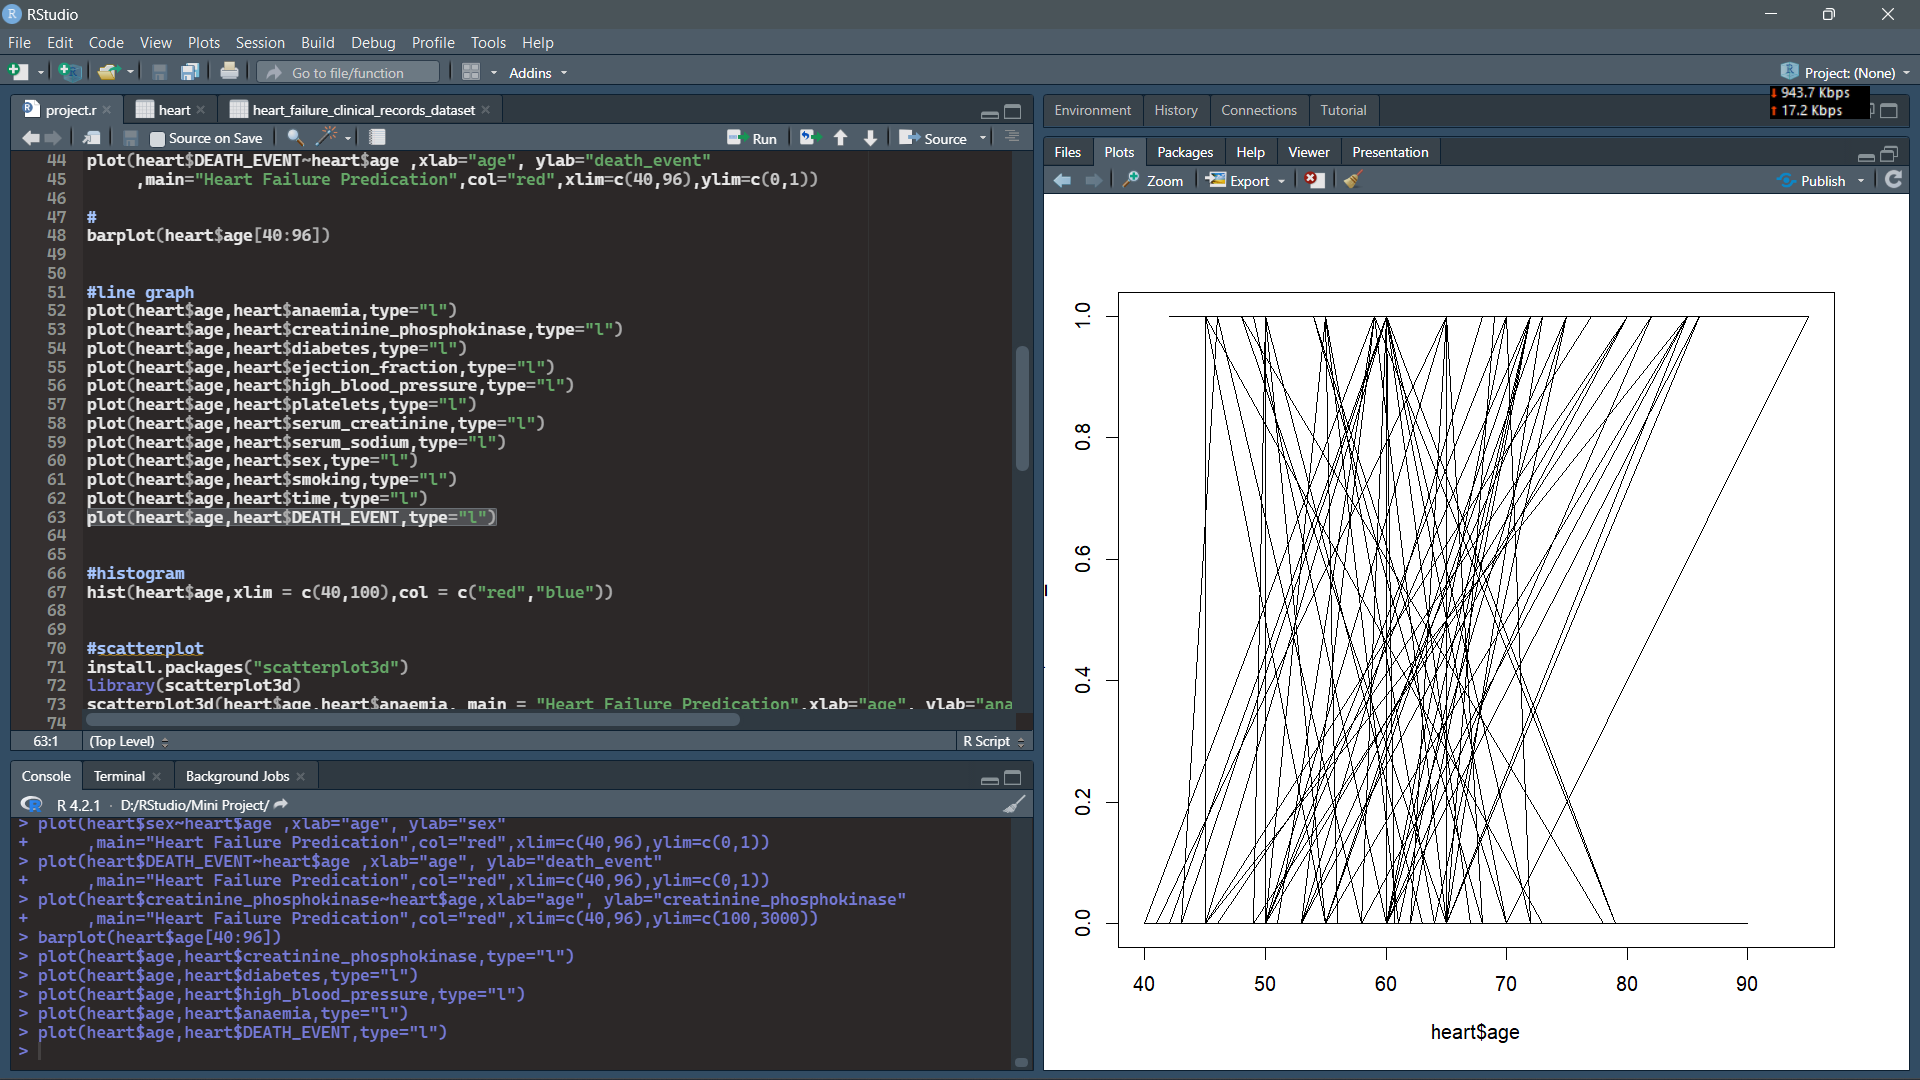 RStudio
File Edit Code View Plots Session Build Debug Profile Tools Help
Go to file/function Addins Project: (None)
943.7 Kbps
17.2 Kbps
project.r heart heart_failure_clinical_records_dataset
Source on Save Run Source
44 plot(heart$DEATH_EVENT~heart$age ,xlab="age", ylab="death_event"
45 ,main="Heart Failure Predication",col="red",xlim=c(40,96),ylim=c(0,1))
46
47 #
48 barplot(heart$age[40:96])
49
50
51 #line graph
52 plot(heart$age,heart$anaemia,type="l")
53 plot(heart$age,heart$creatinine_phosphokinase,type="l")
54 plot(heart$age,heart$diabetes,type="l")
55 plot(heart$age,heart$ejection_fraction,type="l")
56 plot(heart$age,heart$high_blood_pressure,type="l")
57 plot(heart$age,heart$platelets,type="l")
58 plot(heart$age,heart$serum_creatinine,type="l")
59 plot(heart$age,heart$serum_sodium,type="l")
60 plot(heart$age,heart$sex,type="l")
61 plot(heart$age,heart$smoking,type="l")
62 plot(heart$age,heart$time,type="l")
63 plot(heart$age,heart$DEATH_EVENT,type="l")
64
65
66 #histogram
67 hist(heart$age,xlim = c(40,100),col = c("red","blue"))
68
69
70 #scatterplot
71 install.packages("scatterplot3d")
72 library(scatterplot3d)
73 scatterplot3d(heart$age,heart$anaemia, main = "Heart Failure Predication",xlab="age", ylab="ana
74
63:1 (Top Level) R Script
Console Terminal Background Jobs
R 4.2.1 · D:/RStudio/Mini Project/
> plot(heart$sex~heart$age ,xlab="age", ylab="sex"
+ ,main="Heart Failure Predication",col="red",xlim=c(40,96),ylim=c(0,1))
> plot(heart$DEATH_EVENT~heart$age ,xlab="age", ylab="death_event"
+ ,main="Heart Failure Predication",col="red",xlim=c(40,96),ylim=c(0,1))
> plot(heart$creatinine_phosphokinase~heart$age,xlab="age", ylab="creatinine_phosphokinase"
+ ,main="Heart Failure Predication",col="red",xlim=c(40,96),ylim=c(100,3000))
> barplot(heart$age[40:96])
> plot(heart$age,heart$creatinine_phosphokinase,type="l")
> plot(heart$age,heart$diabetes,type="l")
> plot(heart$age,heart$high_blood_pressure,type="l")
> plot(heart$age,heart$anaemia,type="l")
> plot(heart$age,heart$DEATH_EVENT,type="l")
>
Environment History Connections Tutorial
Files Plots Packages Help Viewer Presentation
Zoom Export Publish
1.0
0.8
0.6
0.4
0.2
0.0
40 50 60 70 80 90
heart$age